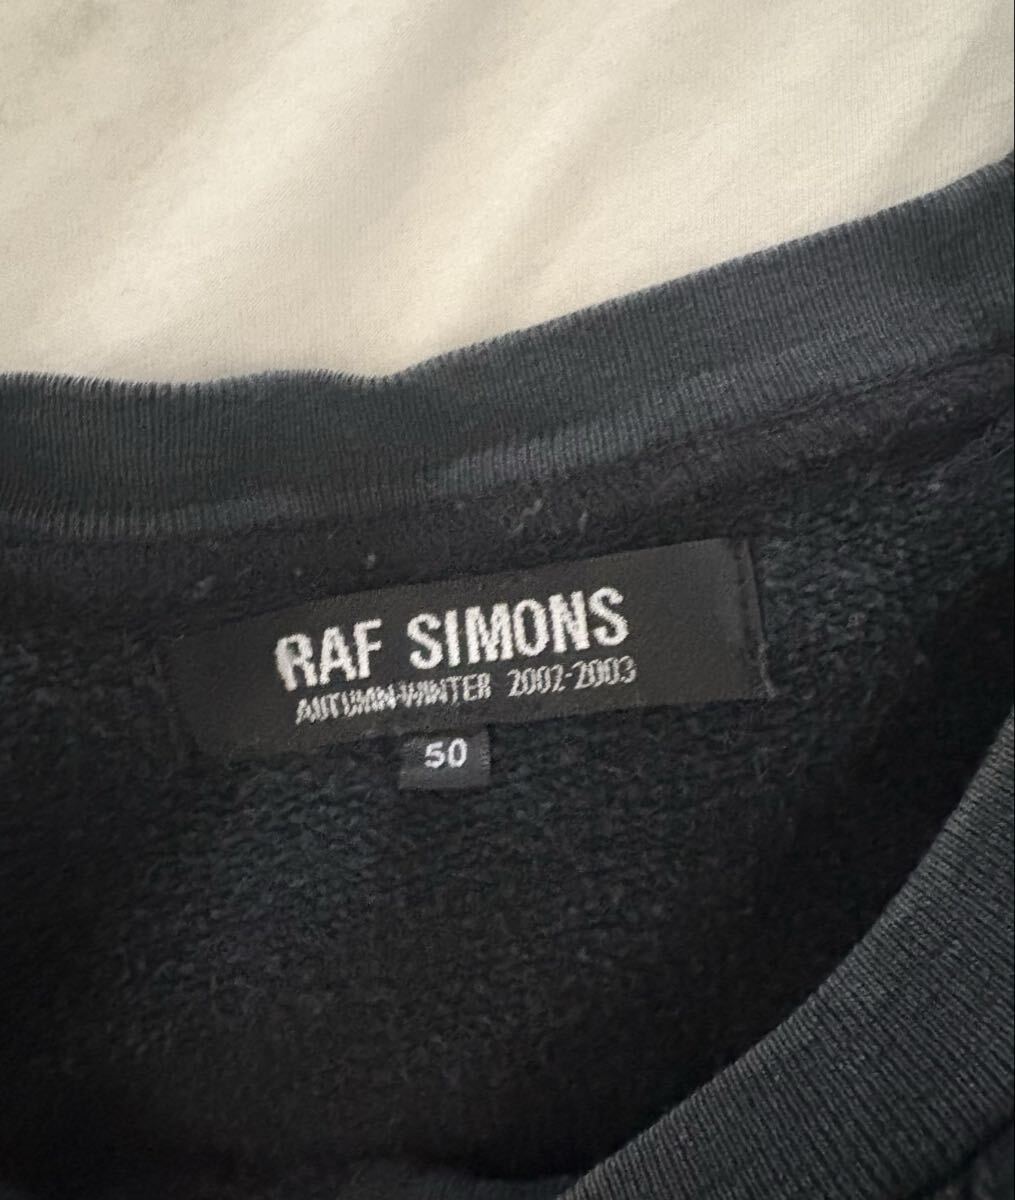 RAF SIMONS
AUTUMN-WINTER 2002-2003
50